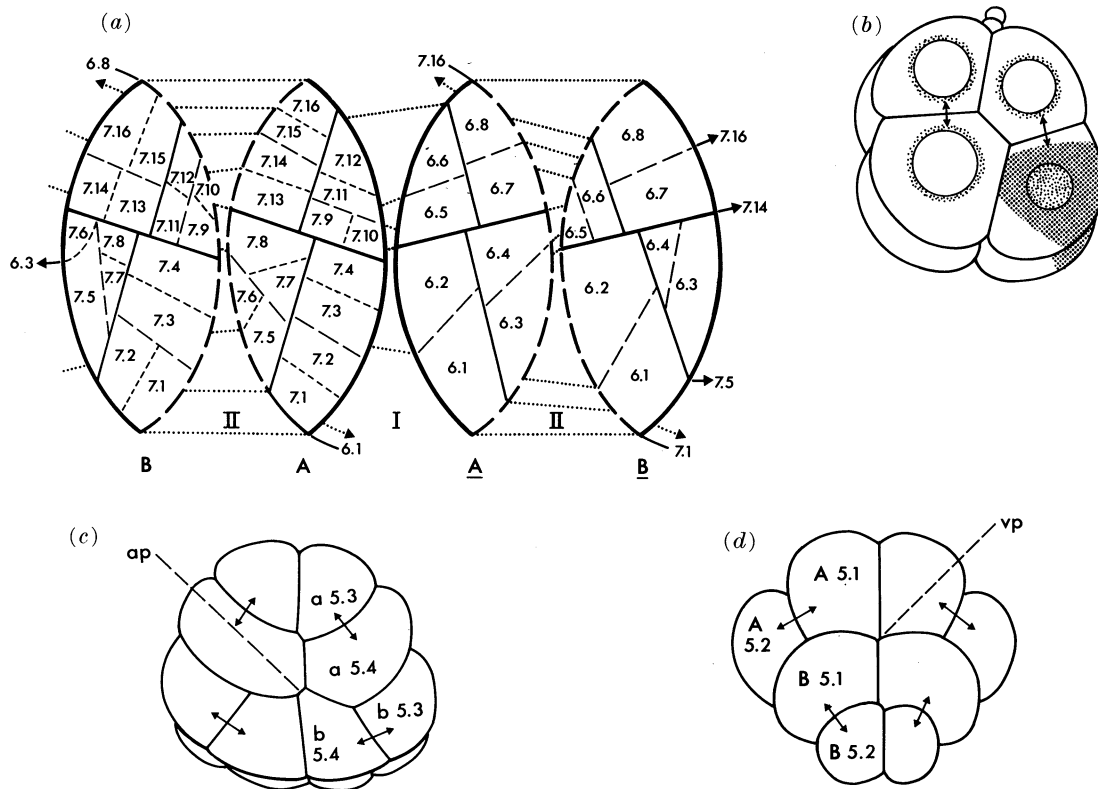 (a)
6.8
7.16
7.15
7.14
7.13
7.12
7.10
7.11
7.9
7.6
7.8
6.3
7.7
7.4
7.5
7.3
7.2
7.1
B
II
7.16
7.15
7.14
7.12
7.13
7.11
7.9
7.10
7.8
7.4
7.7
7.6
7.3
7.5
7.2
7.1
6.1
A
I
7.16
6.8
6.6
6.7
6.5
6.4
6.2
6.3
6.1
A
II
6.8
7.16
6.6
6.7
7.14
6.5
6.4
6.2
6.3
6.1
7.5
7.1
B
(b)
(c)
ap
a 5.3
a 5.4
b 5.3
b
5.4
(d)
vp
A 5.1
A
5.2
B 5.1
B 5.2